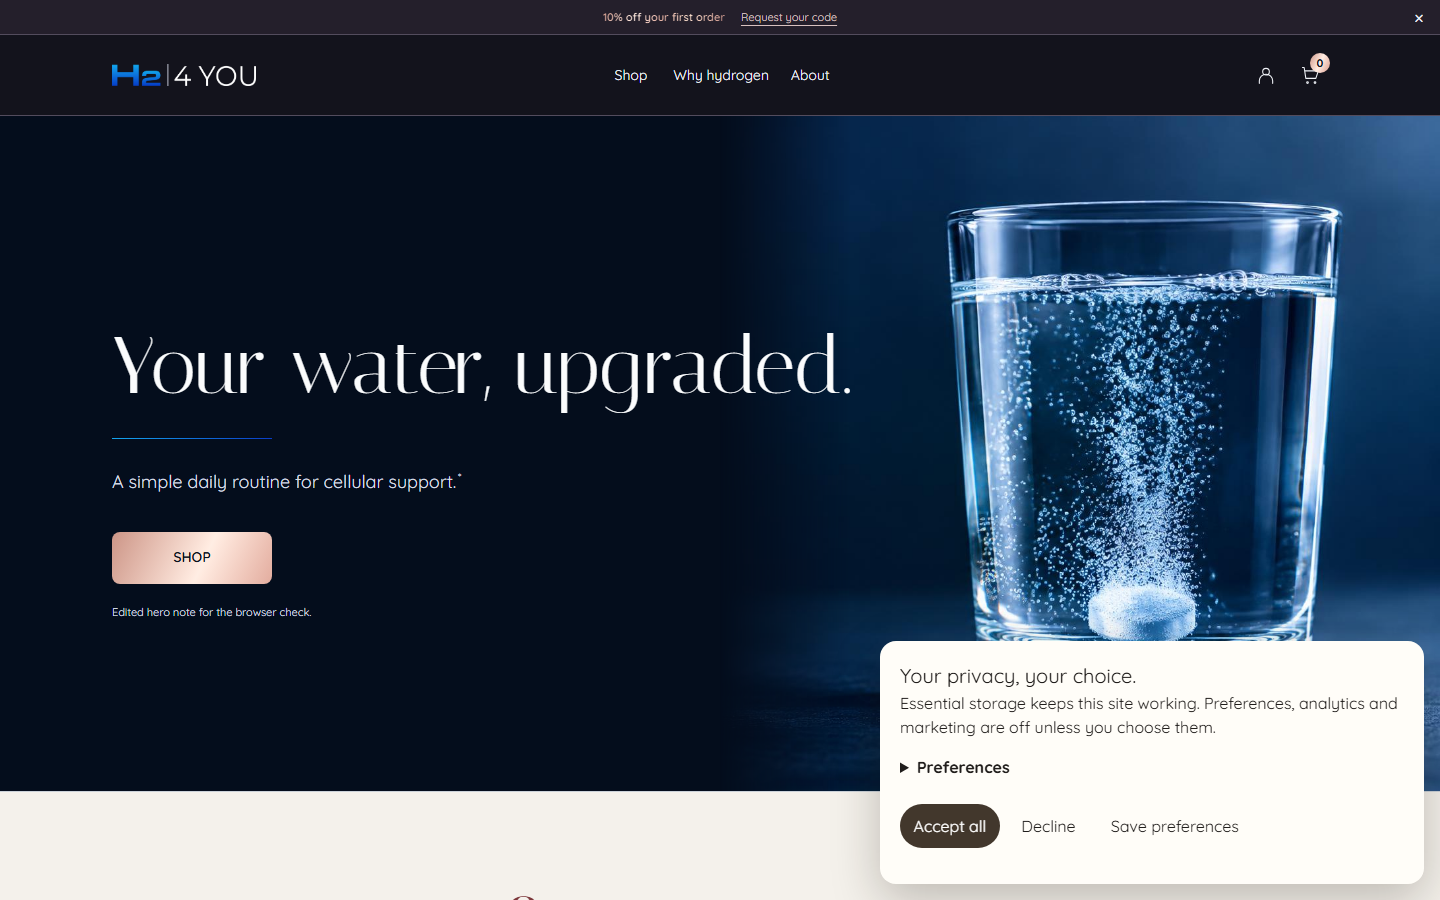 10% off your first order Request your code ✕
H2|4 YOU Shop Why hydrogen About 0
Your water, upgraded.
A simple daily routine for cellular support.*
SHOP
Edited hero note for the browser check.
Your privacy, your choice.
Essential storage keeps this site working. Preferences, analytics and
marketing are off unless you choose them.
▶ Preferences
Accept all Decline Save preferences